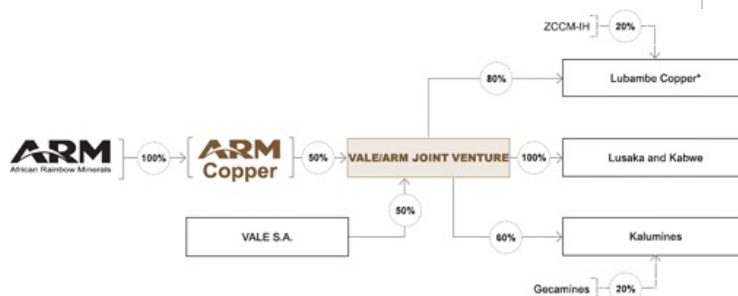 ZCCM-IH 20%
80% Lubambe Copper*
ARM
African Rainbow Minerals
100%
ARM
Copper
50%
VALE/ARM JOINT VENTURE
100%
Lusaka and Kabwe
50%
VALE S.A.
60%
Kalumines
Gecamines 20%